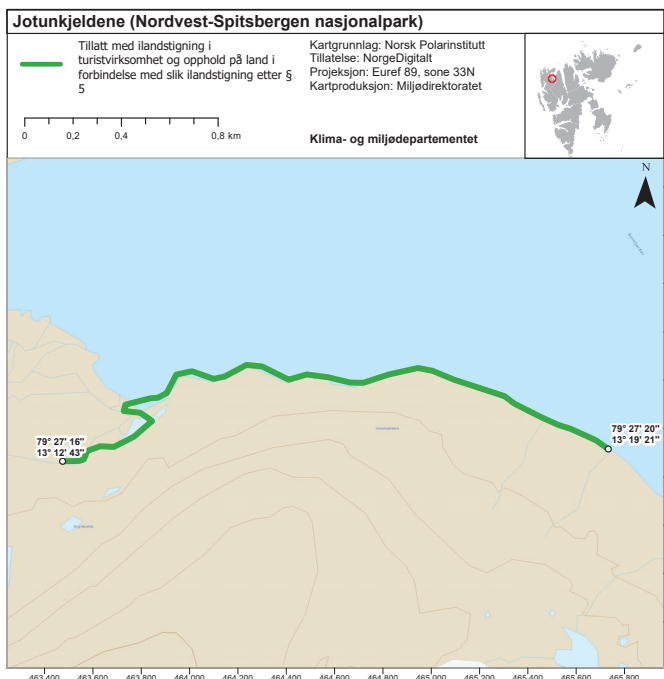 Jotunkjeldene (Nordvest-Spitsbergen nasjonalpark)
Tillatt med ilandstigning i
turistvirksomhet og opphold på land i
forbindelse med slik ilandstigning etter §
5
Kartgrunnlag: Norsk Polarinstitutt
Tillatelse: NorgeDigitalt
Projeksjon: Euref 89, sone 33N
Kartproduksjon: Miljødirektoratet
Klima- og miljødepartementet
0 0,2 0,4 0,8 km
N
79° 27' 16"
13° 12' 43"
79° 27' 20"
13° 19' 21"
463 400 463 600 463 800 464 000 464 200 464 400 464 600 464 800 465 000 465 200 465 400 465 600 465 800